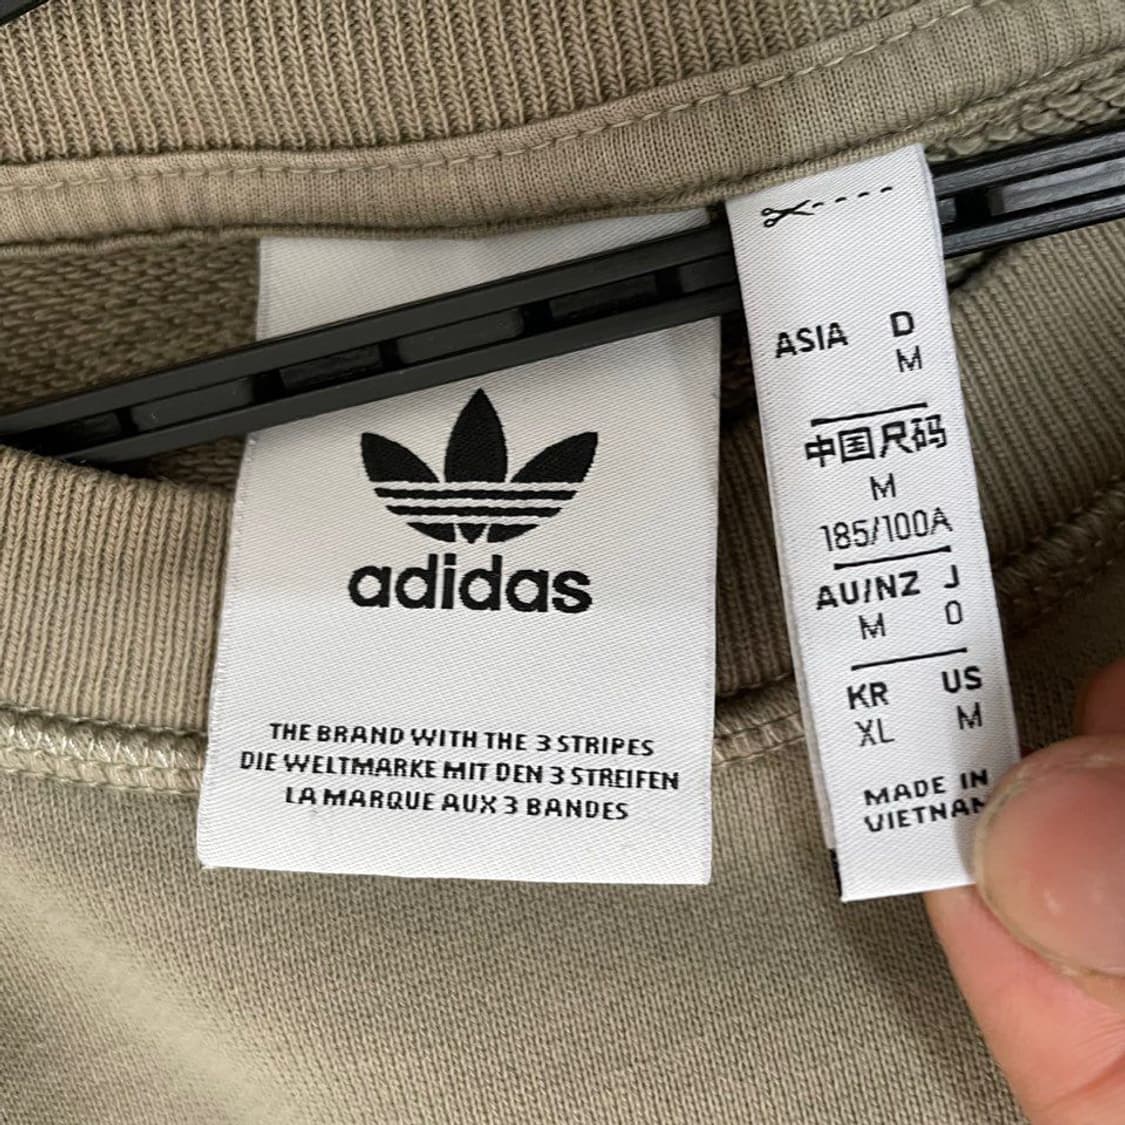 adidas
THE BRAND WITH THE 3 STRIPES
DIE WELTMARKE MIT DEN 3 STREIFEN
LA MARQUE AUX 3 BANDES
ASIA D
M
中国尺码
M
185/100A
AU/NZ J
M O
KR US
XL M
MADE IN
VIETNAM